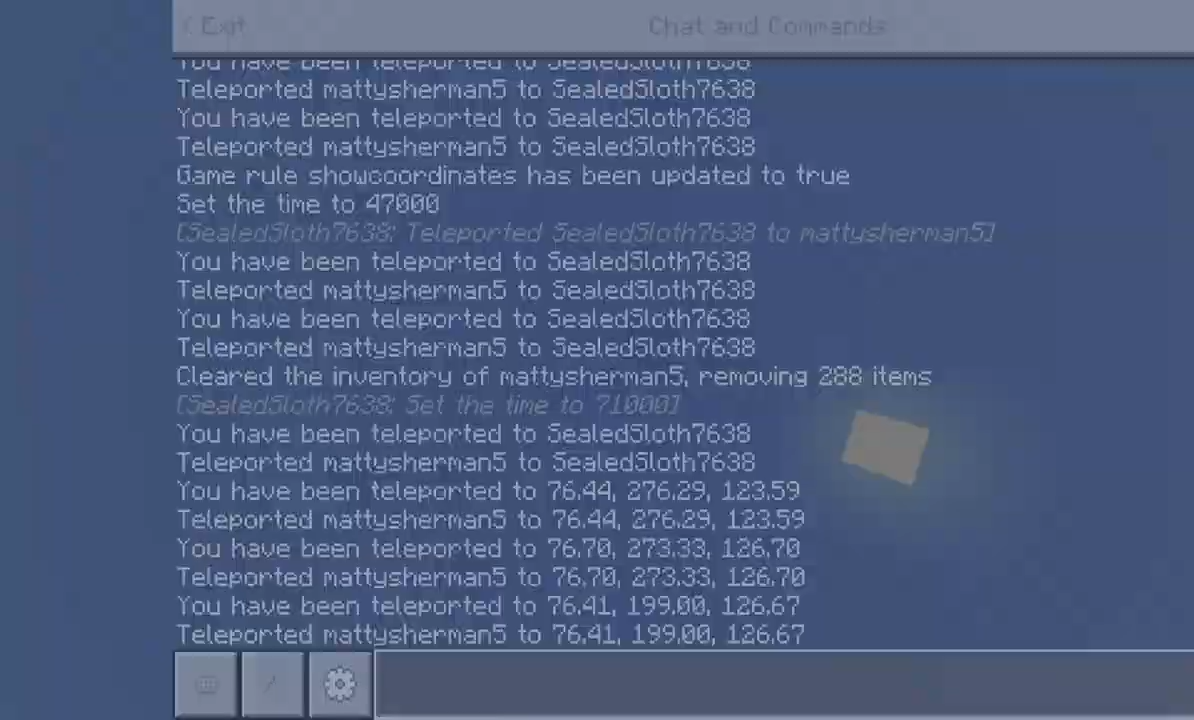 < Exit
Chat and Commands
You have been teleported to SealedSloth7638
Teleported mattysherman5 to SealedSloth7638
You have been teleported to SealedSloth7638
Teleported mattysherman5 to SealedSloth7638
Game rule showcoordinates has been updated to true
Set the time to 47000
[SealedSloth7638: Teleported SealedSloth7638 to mattysherman5]
You have been teleported to SealedSloth7638
Teleported mattysherman5 to SealedSloth7638
You have been teleported to SealedSloth7638
Teleported mattysherman5 to SealedSloth7638
Cleared the inventory of mattysherman5, removing 288 items
[SealedSloth7638: Set the time to 71000]
You have been teleported to SealedSloth7638
Teleported mattysherman5 to SealedSloth7638
You have been teleported to 76.44, 276.29, 123.59
Teleported mattysherman5 to 76.44, 276.29, 123.59
You have been teleported to 76.70, 273.33, 126.70
Teleported mattysherman5 to 76.70, 273.33, 126.70
You have been teleported to 76.41, 199.00, 126.67
Teleported mattysherman5 to 76.41, 199.00, 126.67